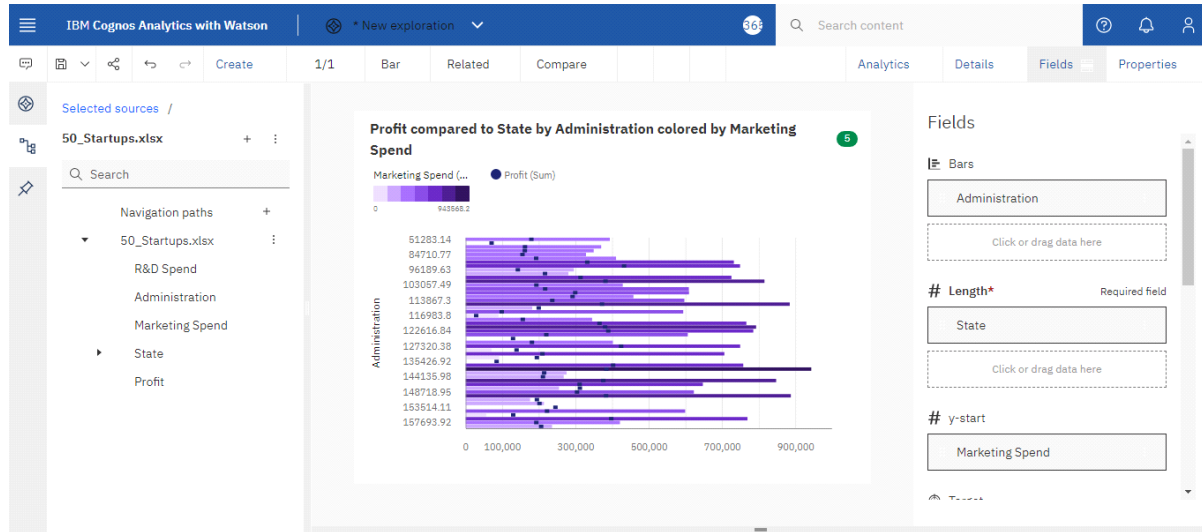 IBM Cognos Analytics with Watson
* New exploration
365
Search content
Create
1/1
Bar
Related
Compare
Analytics
Details
Fields
Properties
Selected sources /
50_Startups.xlsx
Search
Navigation paths
50_Startups.xlsx
R&D Spend
Administration
Marketing Spend
State
Profit
Profit compared to State by Administration colored by Marketing
Spend
5
Marketing Spend (...
Profit (Sum)
0
943568.2
Administration
51283.14
84710.77
96189.63
103057.49
113867.3
116983.8
122616.84
127320.38
135426.92
144135.98
148718.95
153514.11
157693.92
0 100,000 300,000 500,000 700,000 900,000
Fields
Bars
Administration
Click or drag data here
# Length* Required field
State
Click or drag data here
# y-start
Marketing Spend
Target